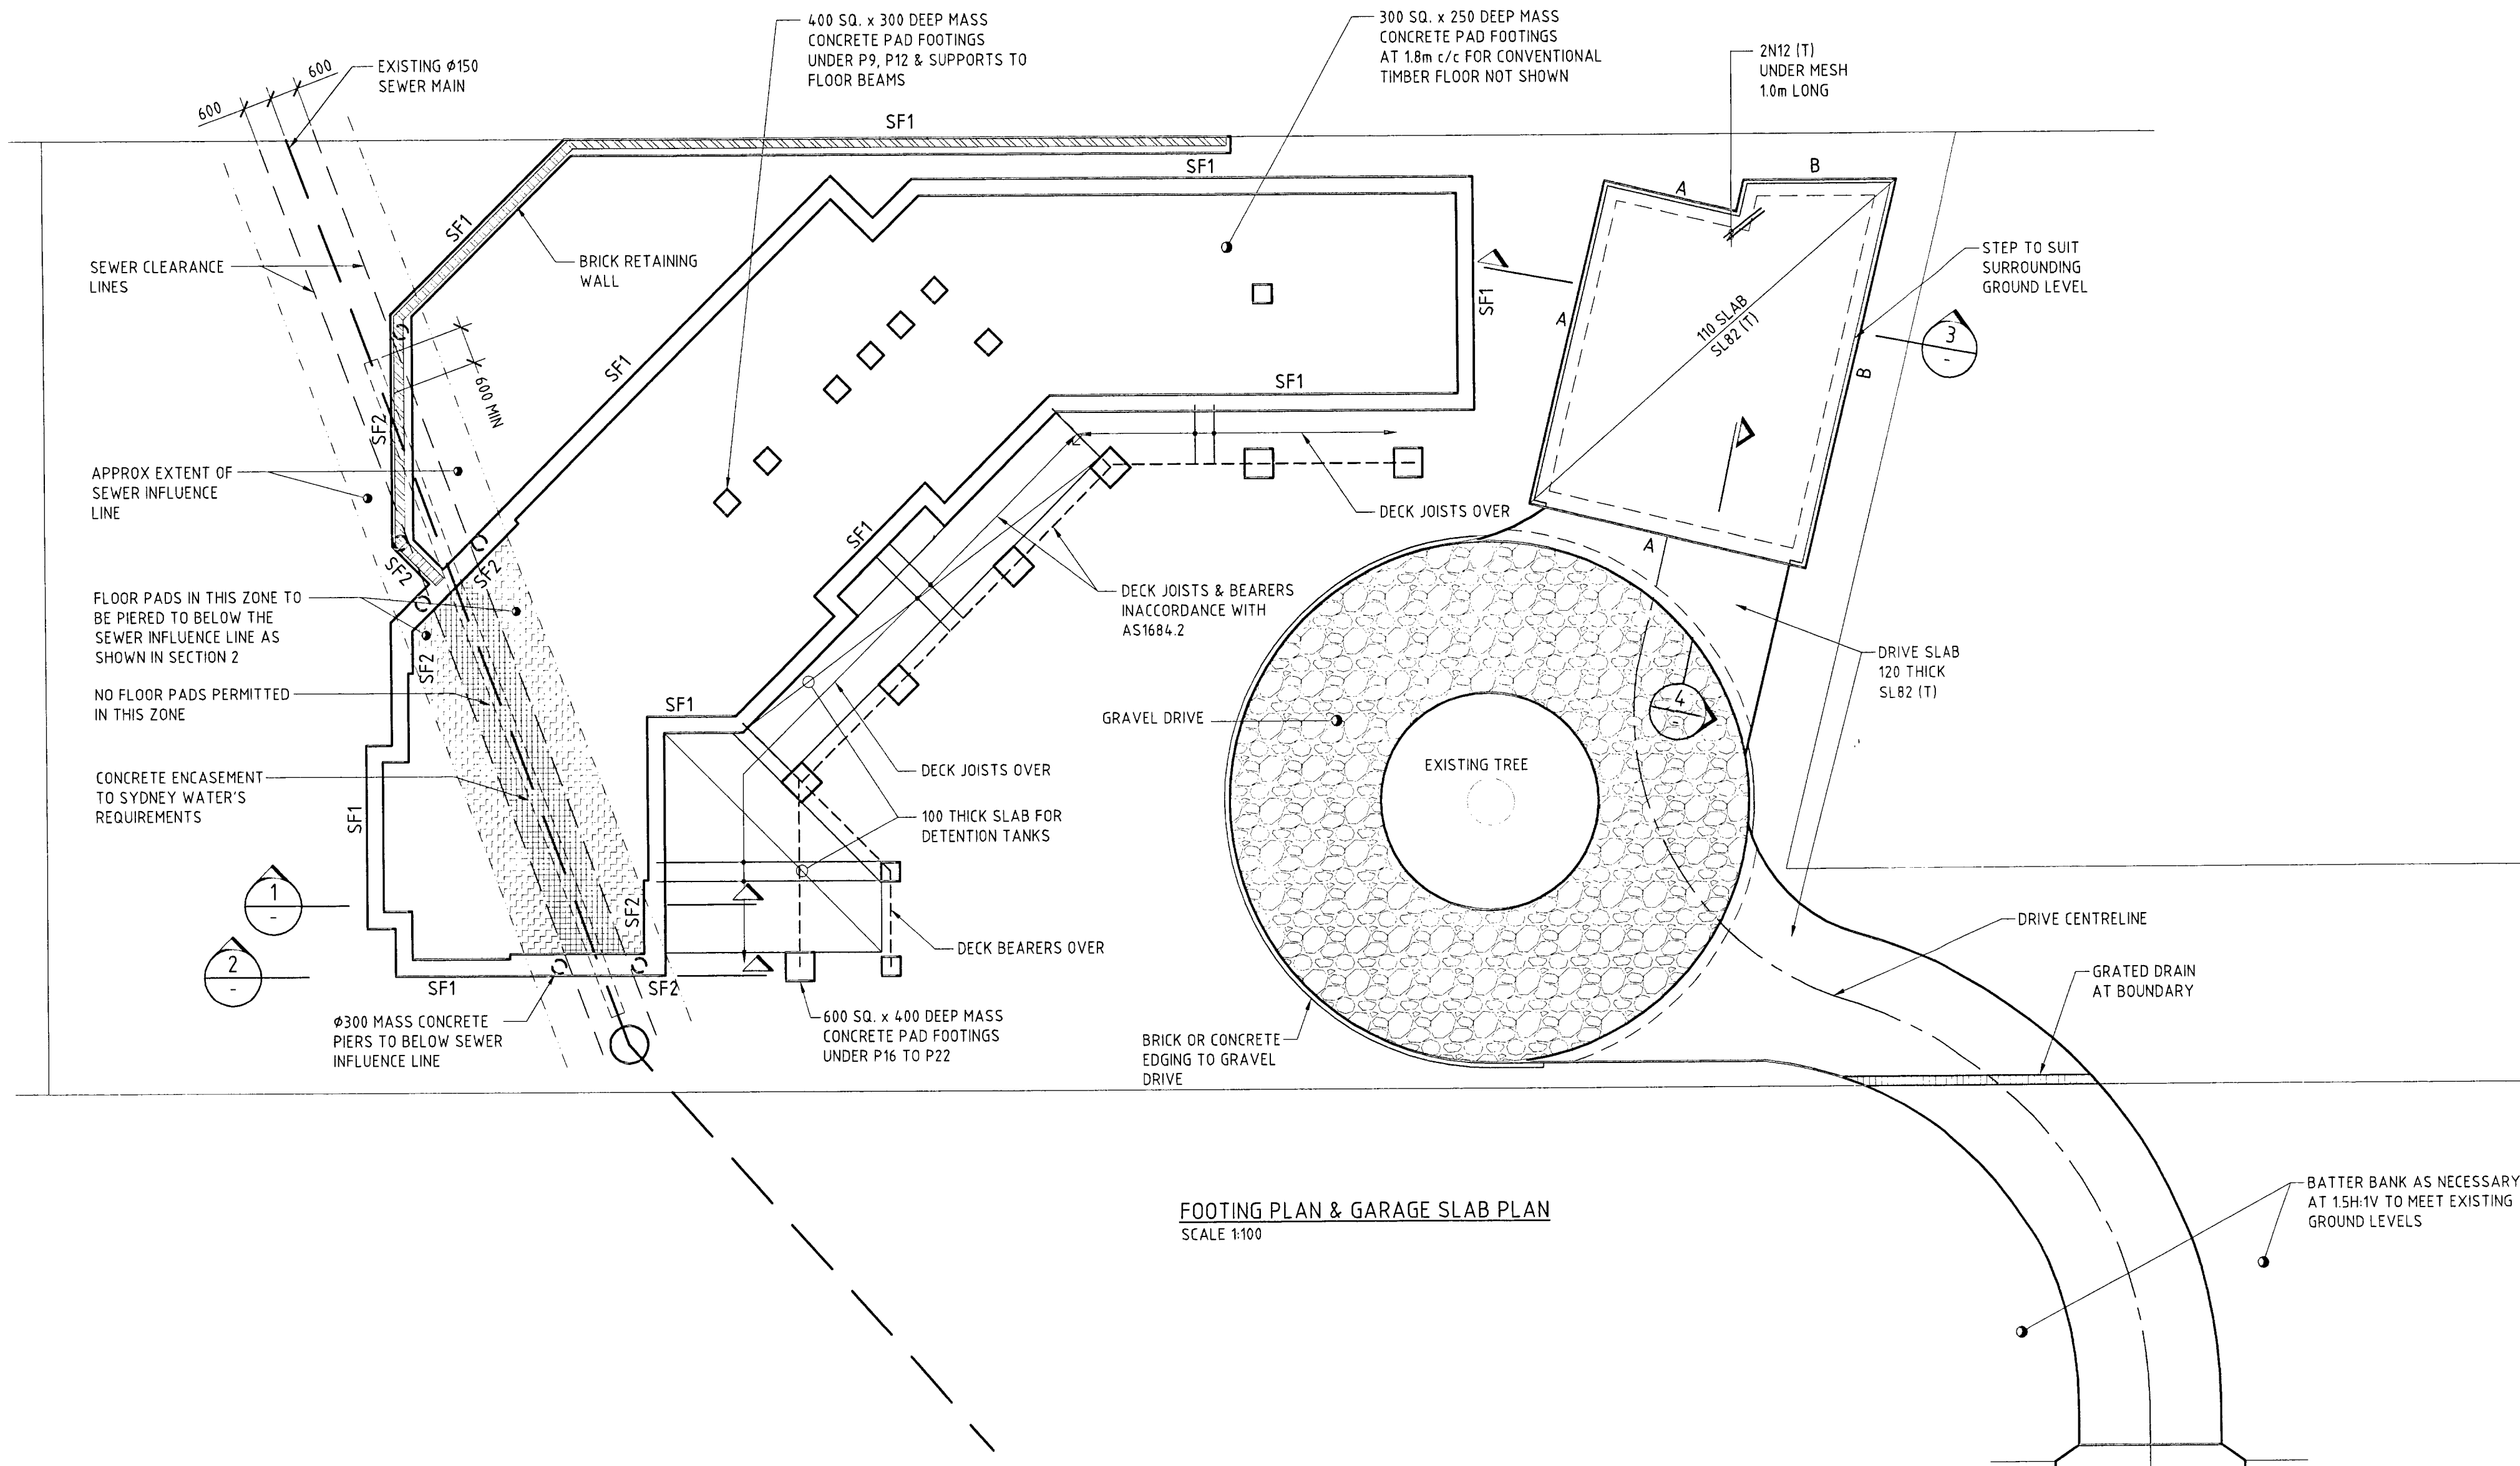 400 SQ. x 300 DEEP MASS
CONCRETE PAD FOOTINGS
UNDER P9, P12 & SUPPORTS TO
FLOOR BEAMS
300 SQ. x 250 DEEP MASS
CONCRETE PAD FOOTINGS
AT 1.8m c/c FOR CONVENTIONAL
TIMBER FLOOR NOT SHOWN
2N12 (T)
UNDER MESH
1.0m LONG
EXISTING Ø150
SEWER MAIN
600
600
SF1
SF1
SF1
BRICK RETAINING
WALL
SEWER CLEARANCE
LINES
600 MIN
SF1
SF2
SF1
SF1
A
B
A
B
110 SLAB
SL82 (T)
STEP TO SUIT
SURROUNDING
GROUND LEVEL
3
-
APPROX EXTENT OF
SEWER INFLUENCE
LINE
DECK JOISTS OVER
SF1
A
SF2
SF2
FLOOR PADS IN THIS ZONE TO
BE PIERED TO BELOW THE
SEWER INFLUENCE LINE AS
SHOWN IN SECTION 2
DECK JOISTS & BEARERS
INACCORDANCE WITH
AS1684.2
SF2
NO FLOOR PADS PERMITTED
IN THIS ZONE
SF1
DRIVE SLAB
120 THICK
SL82 (T)
4
-
GRAVEL DRIVE
CONCRETE ENCASEMENT
TO SYDNEY WATER'S
REQUIREMENTS
SF1
EXISTING TREE
DECK JOISTS OVER
100 THICK SLAB FOR
DETENTION TANKS
1
-
SF2
DECK BEARERS OVER
DRIVE CENTRELINE
2
-
SF1
SF2
GRATED DRAIN
AT BOUNDARY
Ø300 MASS CONCRETE
PIERS TO BELOW SEWER
INFLUENCE LINE
600 SQ. x 400 DEEP MASS
CONCRETE PAD FOOTINGS
UNDER P16 TO P22
BRICK OR CONCRETE
EDGING TO GRAVEL
DRIVE
BATTER BANK AS NECESSARY
AT 1.5H:1V TO MEET EXISTING
GROUND LEVELS
FOOTING PLAN & GARAGE SLAB PLAN
SCALE 1:100